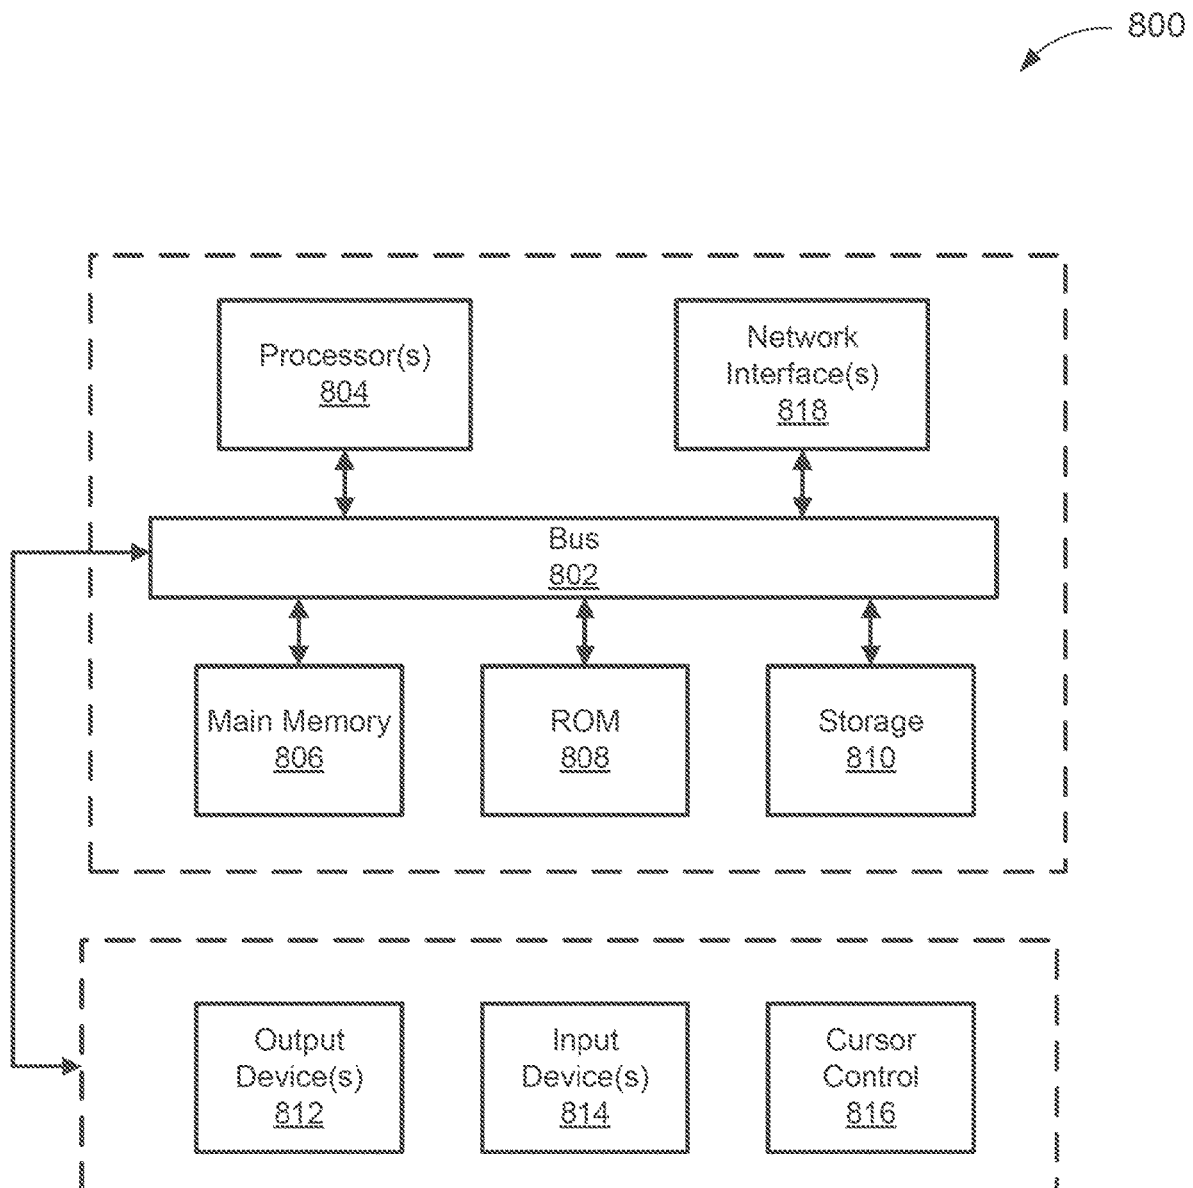 800
Processor(s)
804
Network
Interface(s)
818
Bus
802
Main Memory
806
ROM
808
Storage
810
Output
Device(s)
812
Input
Device(s)
814
Cursor
Control
816